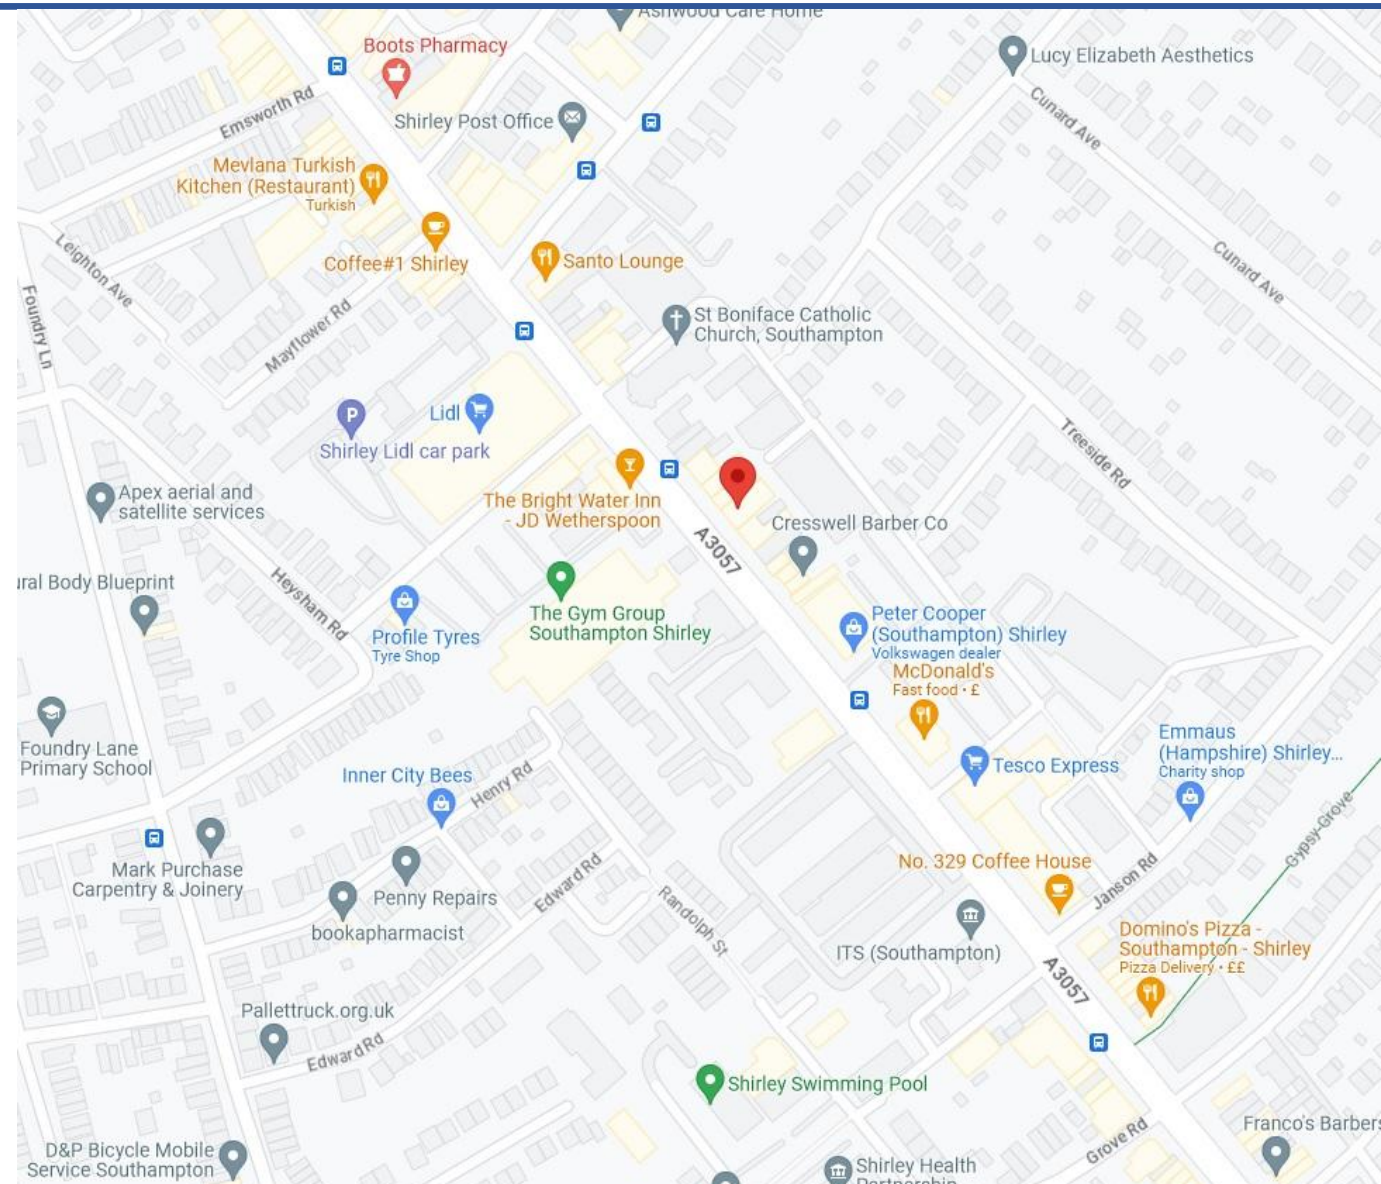 Ashwood Care Home
Boots Pharmacy
Lucy Elizabeth Aesthetics
Emsworth Rd
Shirley Post Office
Cunard Ave
Mevlana Turkish
Kitchen (Restaurant)
Turkish
Leighton Ave
Coffee#1 Shirley
Santo Lounge
Cunard Ave
Foundry Ln
Mayflower Rd
St Boniface Catholic
Church, Southampton
P
Lidl
Shirley Lidl car park
Treeside Rd
Apex aerial and
satellite services
The Bright Water Inn
- JD Wetherspoon
A3057
Cresswell Barber Co
ural Body Blueprint
Heysham Rd
Profile Tyres
Tyre Shop
The Gym Group
Southampton Shirley
Peter Cooper
(Southampton) Shirley
Volkswagen dealer
McDonald's
Fast food · £
Foundry Lane
Primary School
Inner City Bees
Henry Rd
Tesco Express
Emmaus
(Hampshire) Shirley...
Charity shop
Gypsy Grove
Mark Purchase
Carpentry & Joinery
Penny Repairs
bookapharmacist
Edward Rd
Randolph St
No. 329 Coffee House
Janson Rd
ITS (Southampton)
A3057
Domino's Pizza -
Southampton - Shirley
Pizza Delivery · ££
Pallettruck.org.uk
Edward Rd
Shirley Swimming Pool
D&P Bicycle Mobile
Service Southampton
Shirley Health
Partnership
Grove Rd
Franco's Barbers